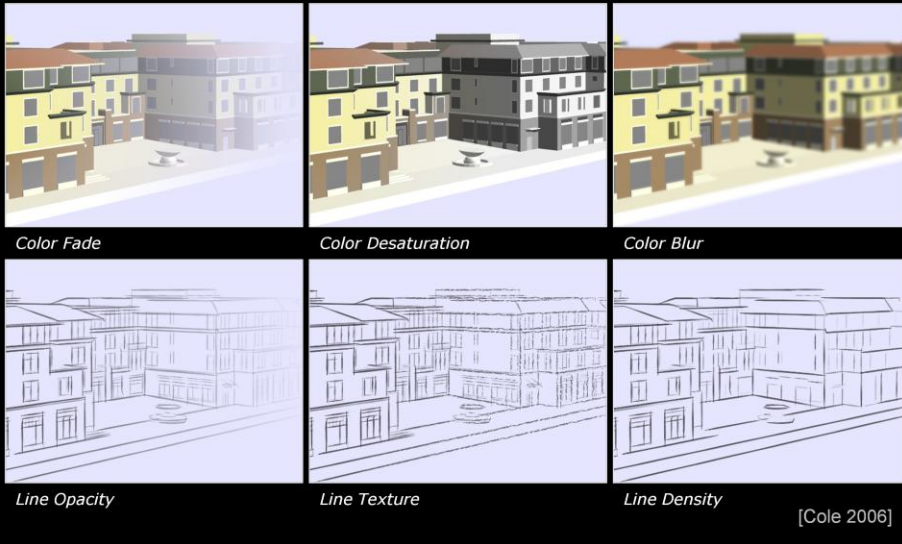 Color Fade
Color Desaturation
Color Blur
Line Opacity
Line Texture
Line Density
[Cole 2006]